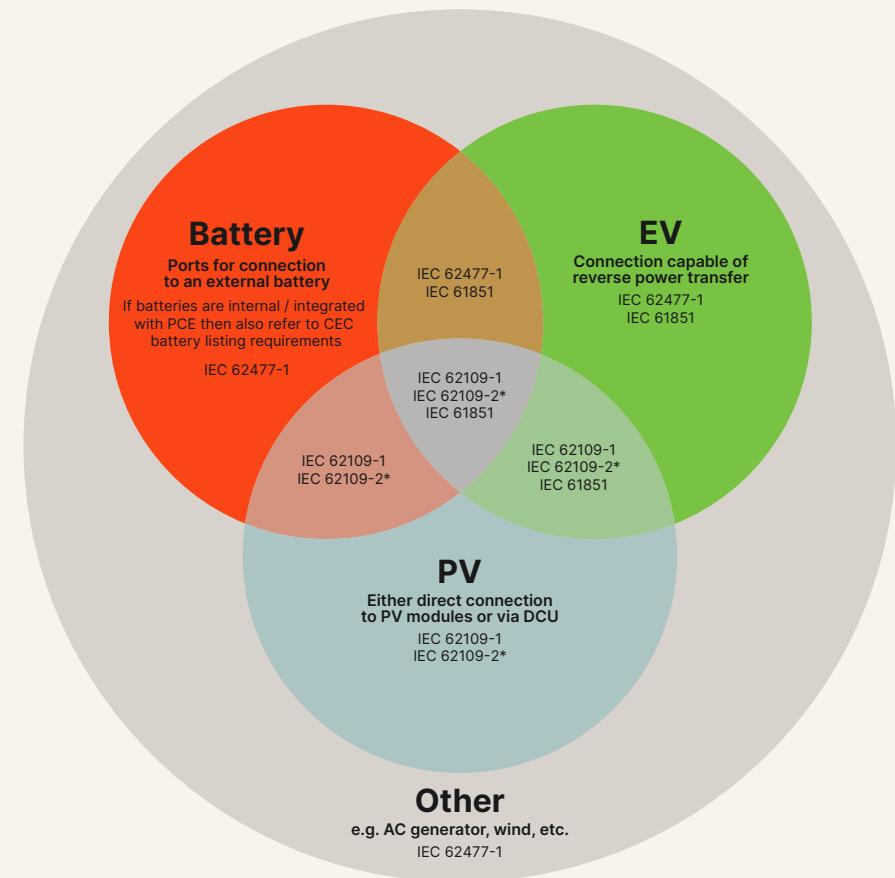 Battery
Ports for connection
to an external battery
If batteries are internal / integrated
with PCE then also refer to CEC
battery listing requirements
IEC 62477-1
IEC 62477-1
IEC 61851
EV
Connection capable of
reverse power transfer
IEC 62477-1
IEC 61851
IEC 62109-1
IEC 62109-2*
IEC 61851
IEC 62109-1
IEC 62109-2*
IEC 62109-1
IEC 62109-2*
IEC 61851
PV
Either direct connection
to PV modules or via DCU
IEC 62109-1
IEC 62109-2*
Other
e.g. AC generator, wind, etc.
IEC 62477-1